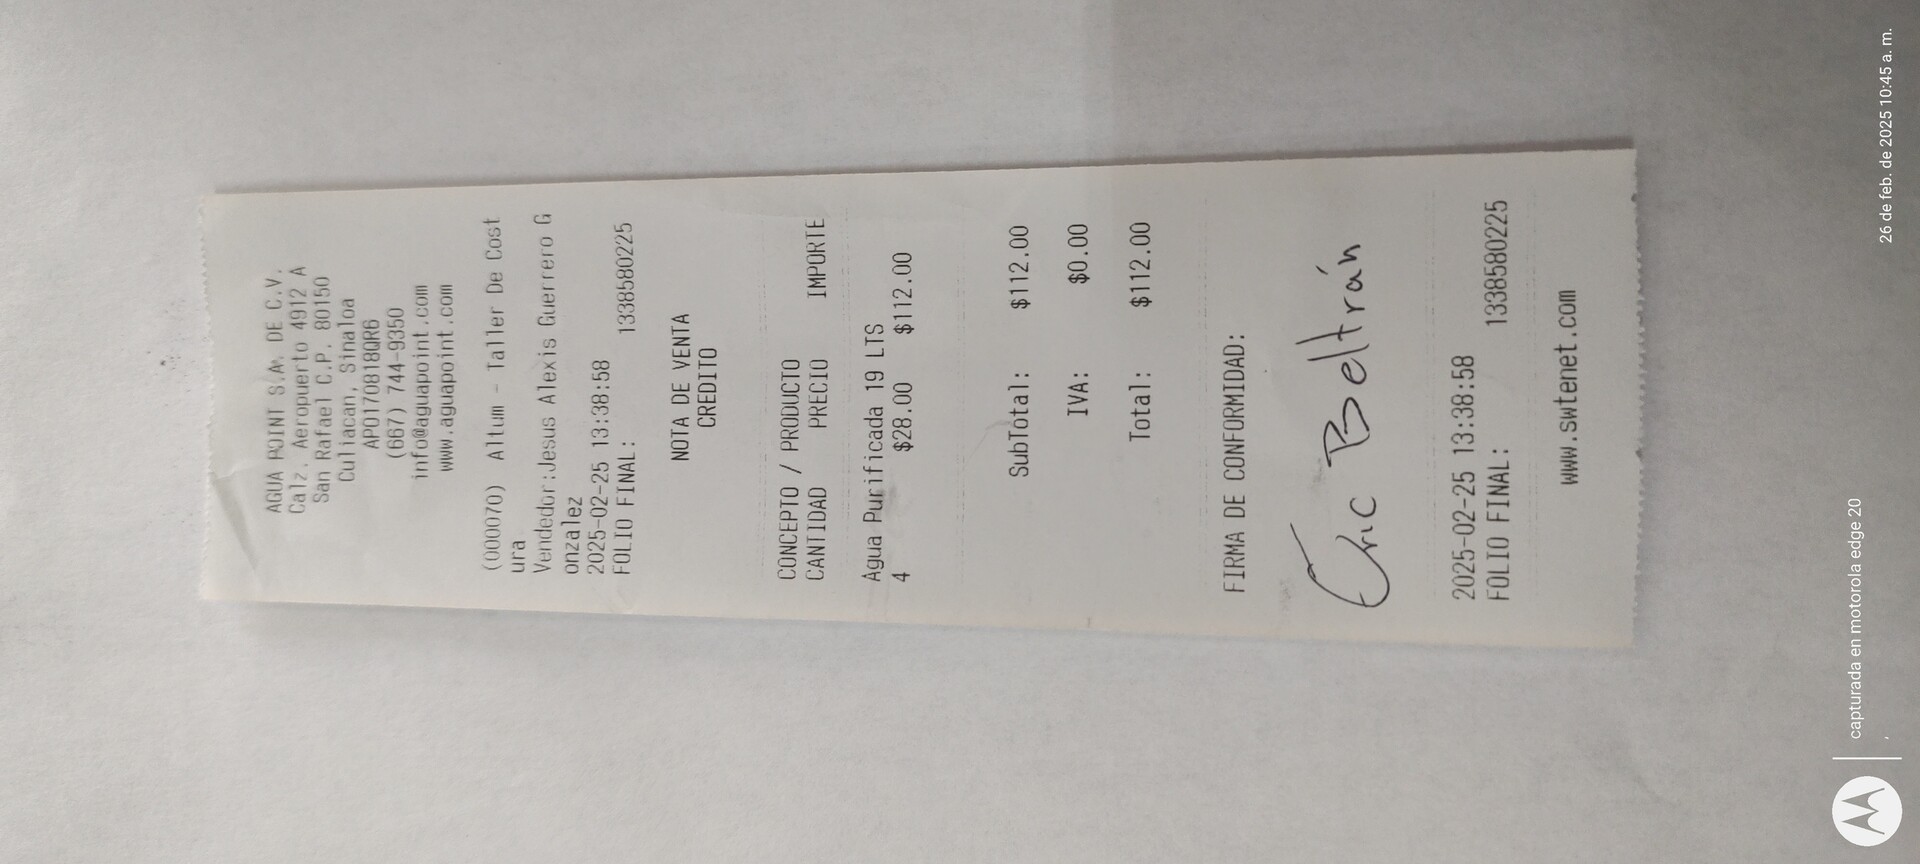 AGUA POINT S.A. DE C.V.
Calz. Aeropuerto 4912 A
San Rafael C.P. 80150
Culiacan, Sinaloa
APO170818QR6
(667) 744-9350
info@aguapoint.com
www.aguapoint.com
(000070) Altum - Taller De Cost
ura
Vendedor:Jesus Alexis Guerrero G
onzalez
2025-02-25 13:38:58
FOLIO FINAL: 1338580225
NOTA DE VENTA
CREDITO
CONCEPTO / PRODUCTO
CANTIDAD PRECIO IMPORTE
Agua Purificada 19 LTS
4 $28.00 $112.00
SubTotal: $112.00
IVA: $0.00
Total: $112.00
FIRMA DE CONFORMIDAD:
Eric Beltrán
2025-02-25 13:38:58
FOLIO FINAL: 1338580225
www.swtenet.com
capturada en motorola edge 20
,
26 de feb. de 2025 10:45 a. m.